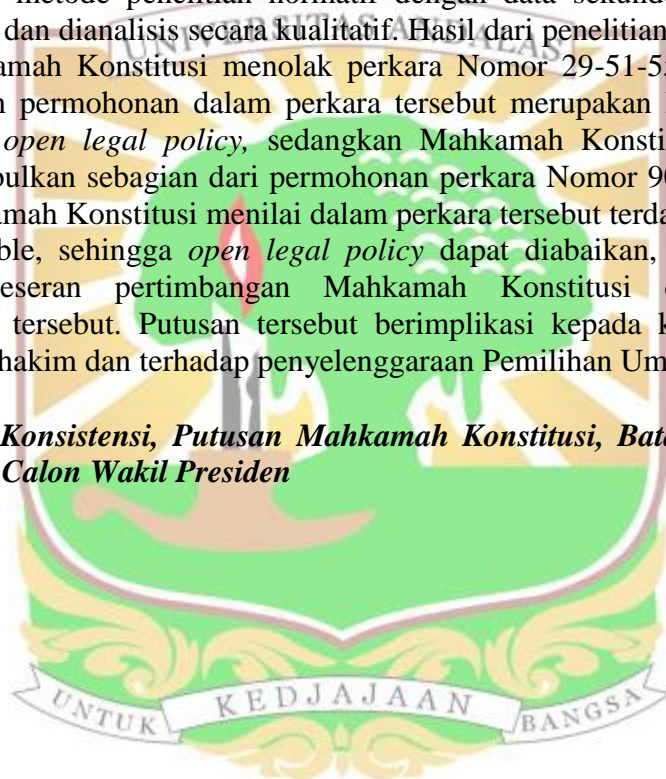 metode penelitian normatif dengan data sekund
dan dianalisis secara kualitatif. Hasil dari penelitian
UNIVERSITAS ANDALAS
amah Konstitusi menolak perkara Nomor 29-51-5
permohonan dalam perkara tersebut merupakan
open legal policy, sedangkan Mahkamah Konsti
bulkan sebagian dari permohonan perkara Nomor 9
amah Konstitusi menilai dalam perkara tersebut terda
ble, sehingga open legal policy dapat diabaikan,
eseran pertimbangan Mahkamah Konstitusi
tersebut. Putusan tersebut berimplikasi kepada k
hakim dan terhadap penyelenggaraan Pemilihan Um
Konsistensi, Putusan Mahkamah Konstitusi, Bata
Calon Wakil Presiden
UNTUK KEDJAJAAN BANGSA